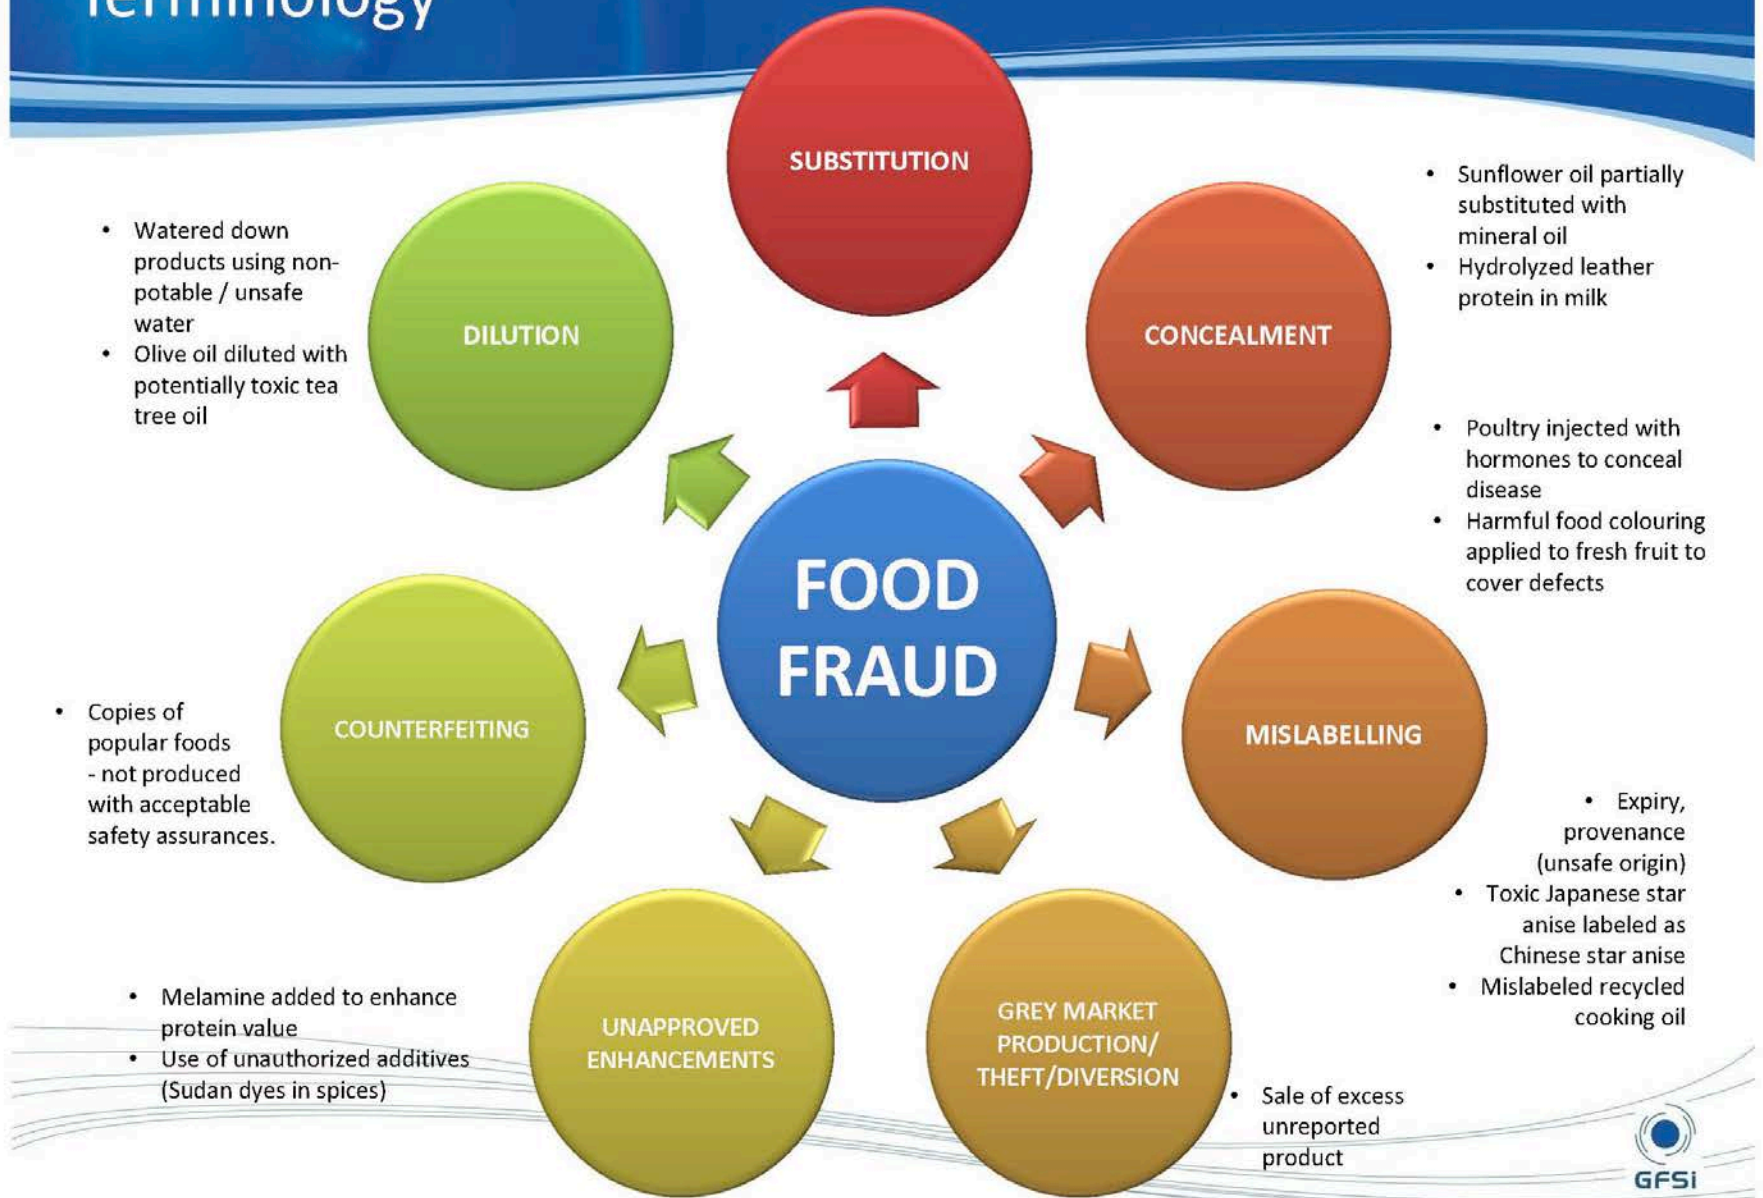 Terminology
SUBSTITUTION
• Sunflower oil partially
substituted with
mineral oil
• Hydrolyzed leather
protein in milk
• Watered down
products using non-
potable / unsafe
water
• Olive oil diluted with
potentially toxic tea
tree oil
DILUTION
CONCEALMENT
• Poultry injected with
hormones to conceal
disease
• Harmful food colouring
applied to fresh fruit to
cover defects
FOOD
FRAUD
• Copies of
popular foods
- not produced
with acceptable
safety assurances.
COUNTERFEITING
MISLABELLING
• Expiry,
provenance
(unsafe origin)
• Toxic Japanese star
anise labeled as
Chinese star anise
• Mislabeled recycled
cooking oil
• Melamine added to enhance
protein value
• Use of unauthorized additives
(Sudan dyes in spices)
UNAPPROVED
ENHANCEMENTS
GREY MARKET
PRODUCTION/
THEFT/DIVERSION
• Sale of excess
unreported
product
GFSi